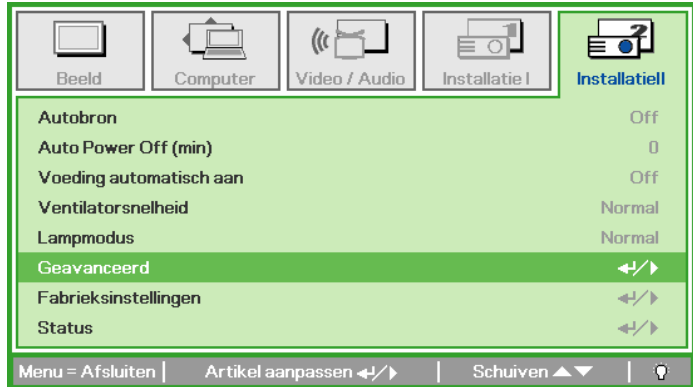 Beeld
Computer
Video / Audio
Installatie I
InstallatieII
Autobron Off
Auto Power Off (min) 0
Voeding automatisch aan Off
Ventilatorsnelheid Normal
Lampmodus Normal
Geavanceerd
Fabrieksinstellingen
Status
Menu = Afsluiten | Artikel aanpassen ↵/▶ | Schuiven ▲▼ |